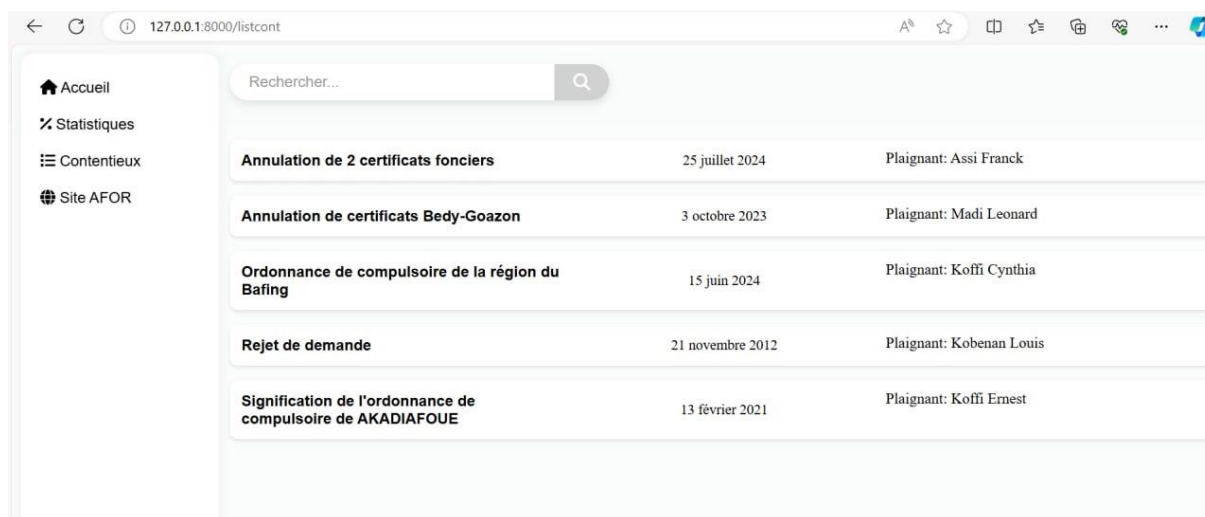 127.0.0.1:8000/listcont
Accueil
Statistiques
Contentieux
Site AFOR
Rechercher...
Annulation de 2 certificats fonciers 25 juillet 2024 Plaignant: Assi Franck
Annulation de certificats Bedy-Goazon 3 octobre 2023 Plaignant: Madi Leonard
Ordonnance de compulsoire de la région du
Bafing 15 juin 2024 Plaignant: Koffi Cynthia
Rejet de demande 21 novembre 2012 Plaignant: Kobenan Louis
Signification de l'ordonnance de
compulsoire de AKADIAFOUE 13 février 2021 Plaignant: Koffi Ernest